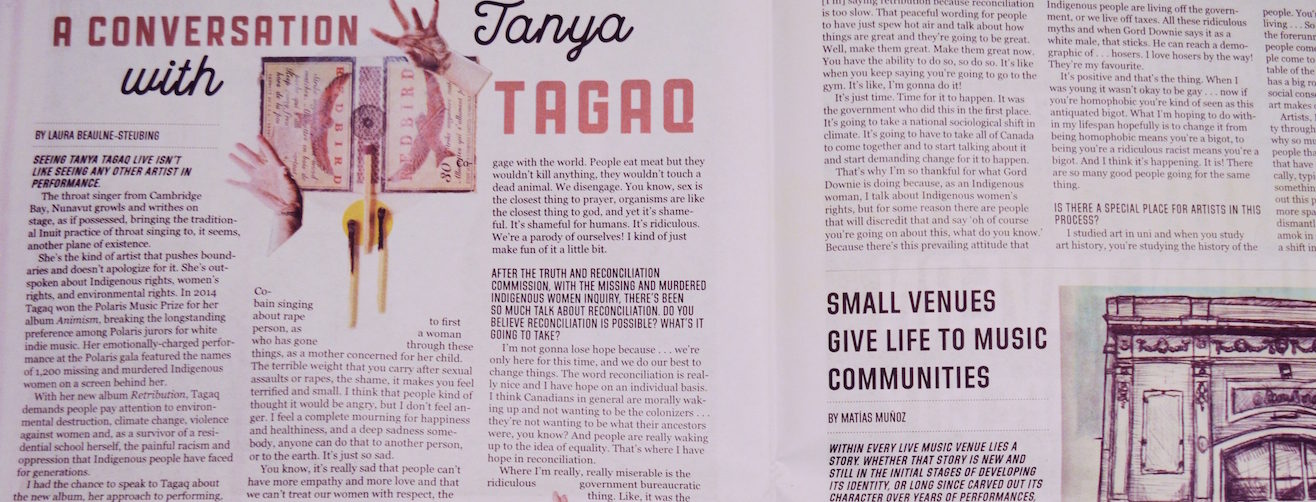 A CONVERSATION
with
Tanya
TAGAQ
BY LAURA BEAULNE-STEUBING
SEEING TANYA TAGAQ LIVE ISN'T
LIKE SEEING ANY OTHER ARTIST IN
PERFORMANCE.
The throat singer from Cambridge
Bay, Nunavut growls and writhes on
stage, as if possessed, bringing the tradition-
al Inuit practice of throat singing to, it seems,
another plane of existence.
She's the kind of artist that pushes bound-
aries and doesn't apologize for it. She's out-
spoken about Indigenous rights, women's
rights, and environmental rights. In 2014
Tagaq won the Polaris Music Prize for her
album Animism, breaking the longstanding
preference among Polaris jurors for white
indie music. Her emotionally-charged perfor-
mance at the Polaris gala featured the names
of 1,200 missing and murdered Indigenous
women on a screen behind her.
With her new album Retribution, Tagaq
demands people pay attention to environ-
mental destruction, climate change, violence
against women and, as a survivor of a resi-
dential school herself, the painful racism and
oppression that Indigenous people have faced
for generations.
I had the chance to speak to Tagaq about
the new album, her approach to performing,
REDBIRD
REDBIRD
30
Co-
Co-
bain singing
about rape to first
person, as a woman
who has gone through these
things, as a mother concerned for her child.
The terrible weight that you carry after sexual
assaults or rapes, the shame, it makes you feel
terrified and small. I think that people kind of
thought it would be angry, but I don't feel an-
ger. I feel a complete mourning for happiness
and healthiness, and a deep sadness some-
body, anyone can do that to another person,
or to the earth. It's just so sad.
You know, it's really sad that people can't
have more empathy and more love and that
we can't treat our women with respect, the
gage with the world. People eat meat but they
wouldn't kill anything, they wouldn't touch a
dead animal. We disengage. You know, sex is
the closest thing to prayer, organisms are like
the closest thing to god, and yet it's shame-
ful. It's shameful for humans. It's ridiculous.
We're a parody of ourselves! I kind of just
make fun of it a little bit.
AFTER THE TRUTH AND RECONCILIATION
COMMISSION, WITH THE MISSING AND MURDERED
INDIGENOUS WOMEN INQUIRY, THERE'S BEEN
SO MUCH TALK ABOUT RECONCILIATION. DO YOU
BELIEVE RECONCILIATION IS POSSIBLE? WHAT'S IT
GOING TO TAKE?
I'm not gonna lose hope because . . . we're
only here for this time, and we do our best to
change things. The word reconciliation is real-
ly nice and I have hope on an individual basis.
I think Canadians in general are morally wak-
ing up and not wanting to be the colonizers . . .
they're not wanting to be what their ancestors
were, you know? And people are really waking
up to the idea of equality. That's where I have
hope in reconciliation.
Where I'm really, really miserable is the
ridiculous government bureaucratic
thing. Like, it was the
[I'm] saying retribution because reconciliation
is too slow. That peaceful wording for people
to have just spew hot air and talk about how
things are great and they're going to be great.
Well, make them great. Make them great now.
You have the ability to do so, so do so. It's like
when you keep saying you're going to go to the
gym. It's like, I'm gonna do it!
It's just time. Time for it to happen. It was
the government who did this in the first place.
It's going to take a national sociological shift in
climate. It's going to have to take all of Canada
to come together and to start talking about it
and start demanding change for it to happen.
That's why I'm so thankful for what Gord
Downie is doing because, as an Indigenous
woman, I talk about Indigenous women's
rights, but for some reason there are people
that will discredit that and say 'oh of course
you're going on about this, what do you know.'
Because there's this prevailing attitude that
Indigenous people are living off the govern-
ment, or we live off taxes. All these ridiculous
myths and when Gord Downie says it as a
white male, that sticks. He can reach a demo-
graphic of . . . hosers. I love hosers by the way!
They're my favourite.
It's positive and that's the thing. When I
was young it wasn't okay to be gay . . . now if
you're homophobic you're kind of seen as this
antiquated bigot. What I'm hoping to do with-
in my lifespan hopefully is to change it from
being homophobic means you're a bigot, to
being you're a ridiculous racist means you're a
bigot. And I think it's happening. It is! There
are so many good people going for the same
thing.
IS THERE A SPECIAL PLACE FOR ARTISTS IN THIS
PROCESS?
I studied art in uni and when you study
art history, you're studying the history of the
people. You
living . . . So
the forerunn
people come
ple come to
table of the
has a big ro
social consc
art makes
Artists, I
ty through
why so mu
people tha
that have
cally, typi
somethin
out this p
more sp
dismantl
amok in
a shift in
SMALL VENUES
GIVE LIFE TO MUSIC
COMMUNITIES
BY MATÍAS MUÑOZ
WITHIN EVERY LIVE MUSIC VENUE LIES A
STORY. WHETHER THAT STORY IS NEW AND
STILL IN THE INITIAL STAGES OF DEVELOPING
ITS IDENTITY, OR LONG SINCE CARVED OUT ITS
CHARACTER OVER YEARS OF PERFORMANCES,